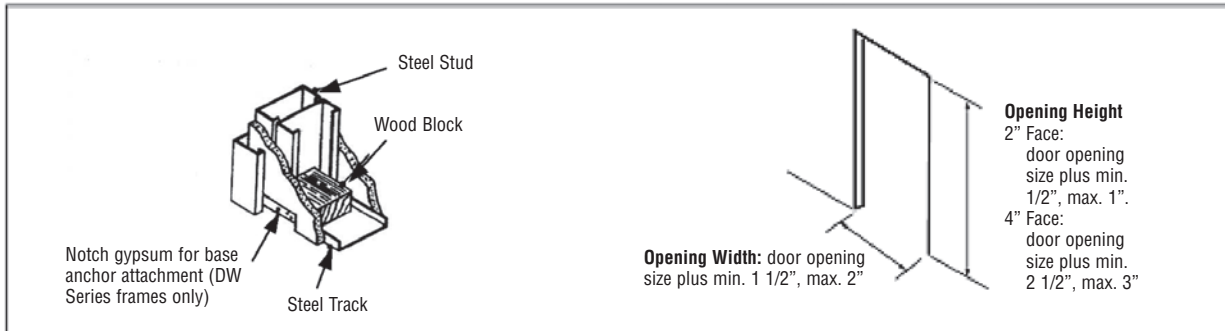 Steel Stud
Wood Block
Notch gypsum for base
anchor attachment (DW
Series frames only)
Steel Track
Opening Width: door opening
size plus min. 1 1/2”, max. 2”
Opening Height
2” Face:
door opening
size plus min.
1/2”, max. 1”.
4” Face:
door opening
size plus min.
2 1/2”, max. 3”